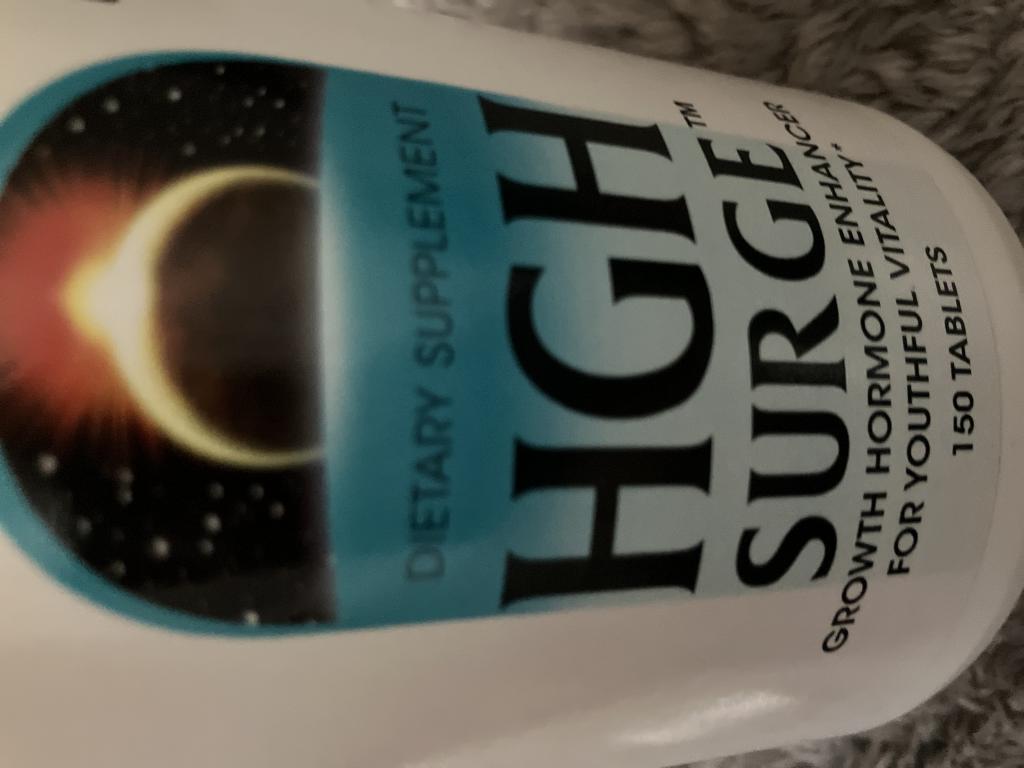 DIETARY SUPPLEMENT
HGH
SURGE™
GROWTH HORMONE ENHANCER
FOR YOUTHFUL VITALITY*
150 TABLETS